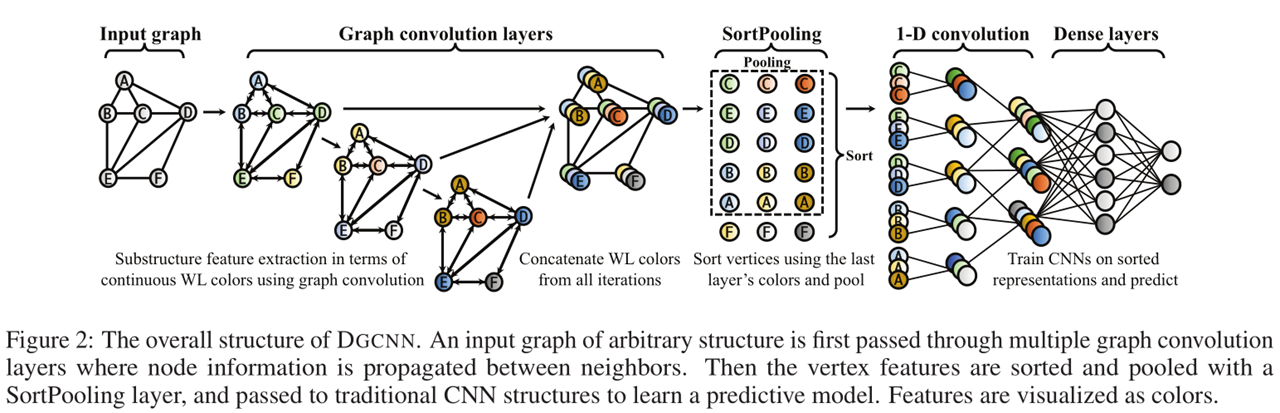 Input graph
Graph convolution layers
SortPooling
1-D convolution
Dense layers
Pooling
A
B C D
E F
A
B C D
E F
A
B C D
E F
A
B C D
E F
A
B C D
E F
C C C
E E E
D D D
B B B
A A A
F F F
Sort
C
C
C
E
E
E
D
D
D
B
B
B
A
A
A
Substructure feature extraction in terms of
continuous WL colors using graph convolution
Concatenate WL colors
from all iterations
Sort vertices using the last
layer's colors and pool
Train CNNs on sorted
representations and predict
Figure 2: The overall structure of DGCNN. An input graph of arbitrary structure is first passed through multiple graph convolution
layers where node information is propagated between neighbors. Then the vertex features are sorted and pooled with a
SortPooling layer, and passed to traditional CNN structures to learn a predictive model. Features are visualized as colors.